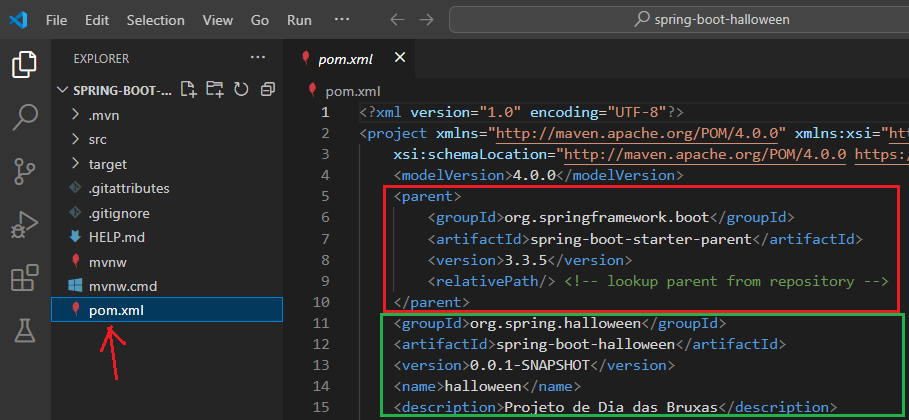 File Edit Selection View Go Run ··· spring-boot-halloween
EXPLORER ···
SPRING-BOOT-...
.mvn
src
target
.gitattributes
.gitignore
HELP.md
mvnw
mvnw.cmd
pom.xml
pom.xml
pom.xml
1 <?xml version="1.0" encoding="UTF-8"?>
2 <project xmlns="http://maven.apache.org/POM/4.0.0" xmlns:xsi="ht
3 xsi:schemaLocation="http://maven.apache.org/POM/4.0.0 https:/
4 <modelVersion>4.0.0</modelVersion>
5 <parent>
6 <groupId>org.springframework.boot</groupId>
7 <artifactId>spring-boot-starter-parent</artifactId>
8 <version>3.3.5</version>
9 <relativePath/> <!-- lookup parent from repository -->
10 </parent>
11 <groupId>org.spring.halloween</groupId>
12 <artifactId>spring-boot-halloween</artifactId>
13 <version>0.0.1-SNAPSHOT</version>
14 <name>halloween</name>
15 <description>Projeto de Dia das Bruxas</description>